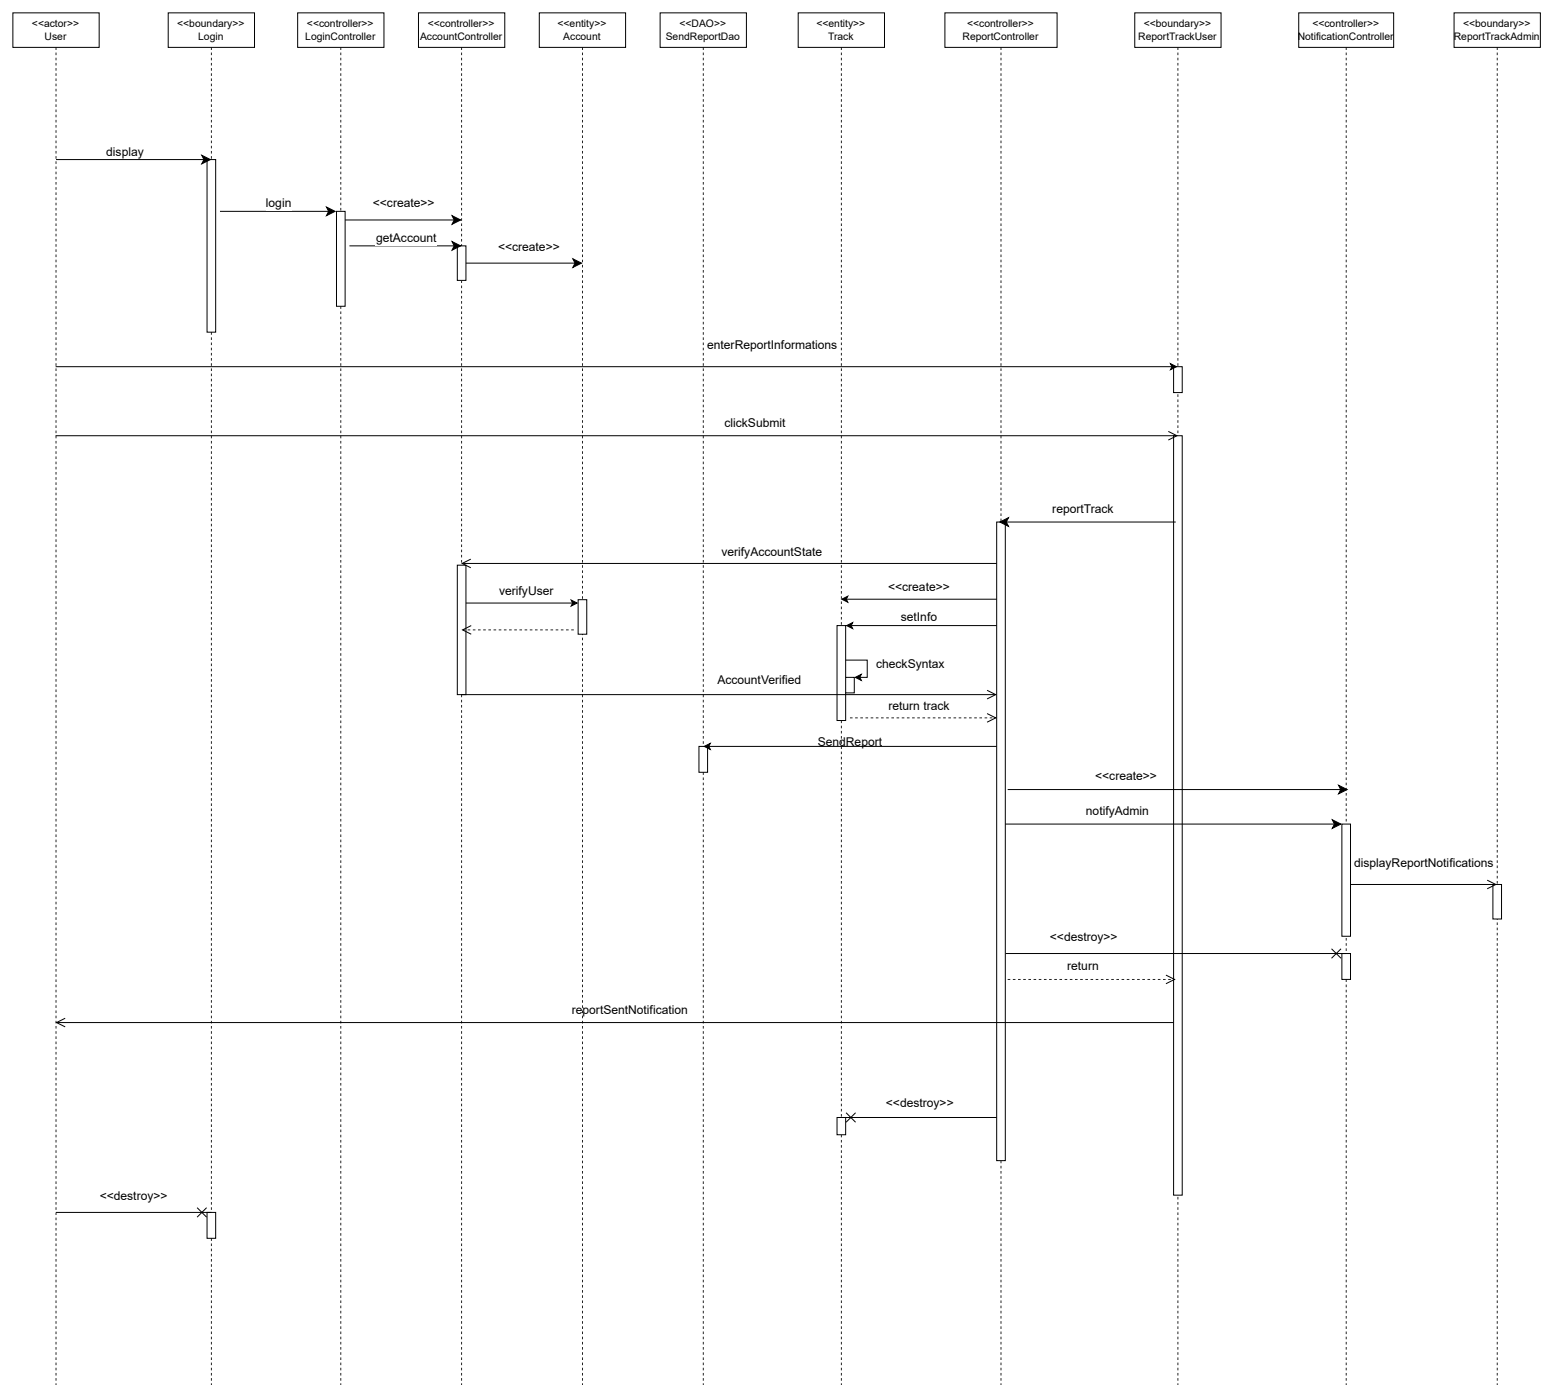 <<actor>>
User
<<boundary>>
Login
<<controller>>
LoginController
<<controller>>
AccountController
<<entity>>
Account
<<DAO>>
SendReportDao
<<entity>>
Track
<<controller>>
ReportController
<<boundary>>
ReportTrackUser
<<controller>>
NotificationController
<<boundary>>
ReportTrackAdmin
display
login
<<create>>
getAccount
<<create>>
enterReportInformations
clickSubmit
reportTrack
verifyAccountState
<<create>>
verifyUser
setInfo
checkSyntax
AccountVerified
return track
SendReport
<<create>>
notifyAdmin
displayReportNotifications
<<destroy>>
return
reportSentNotification
<<destroy>>
<<destroy>>